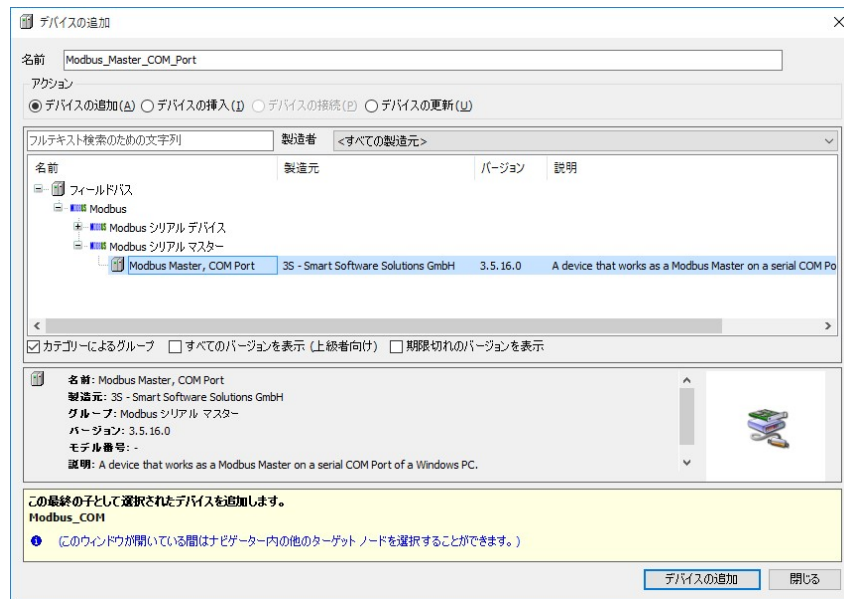 デバイスの追加
名前 Modbus_Master_COM_Port
アクション
デバイスの追加(A) デバイスの挿入(I) デバイスの接続(P) デバイスの更新(U)
フルテキスト検索のための文字列 製造者 <すべての製造元>
名前 製造元 バージョン 説明
フィールドバス
Modbus
Modbus シリアル デバイス
Modbus シリアル マスター
Modbus Master, COM Port 3S - Smart Software Solutions GmbH 3.5.16.0 A device that works as a Modbus Master on a serial COM Po
カテゴリーによるグループ すべてのバージョンを表示 (上級者向け) 期限切れのバージョンを表示
名前: Modbus Master, COM Port
製造元: 3S - Smart Software Solutions GmbH
グループ: Modbus シリアル マスター
バージョン: 3.5.16.0
モデル番号: -
説明: A device that works as a Modbus Master on a serial COM Port of a Windows PC.
この最終の子として選択されたデバイスを追加します。
Modbus_COM
(このウィンドウが開いている間はナビゲーター内の他のターゲット ノードを選択することができます。)
デバイスの追加 閉じる